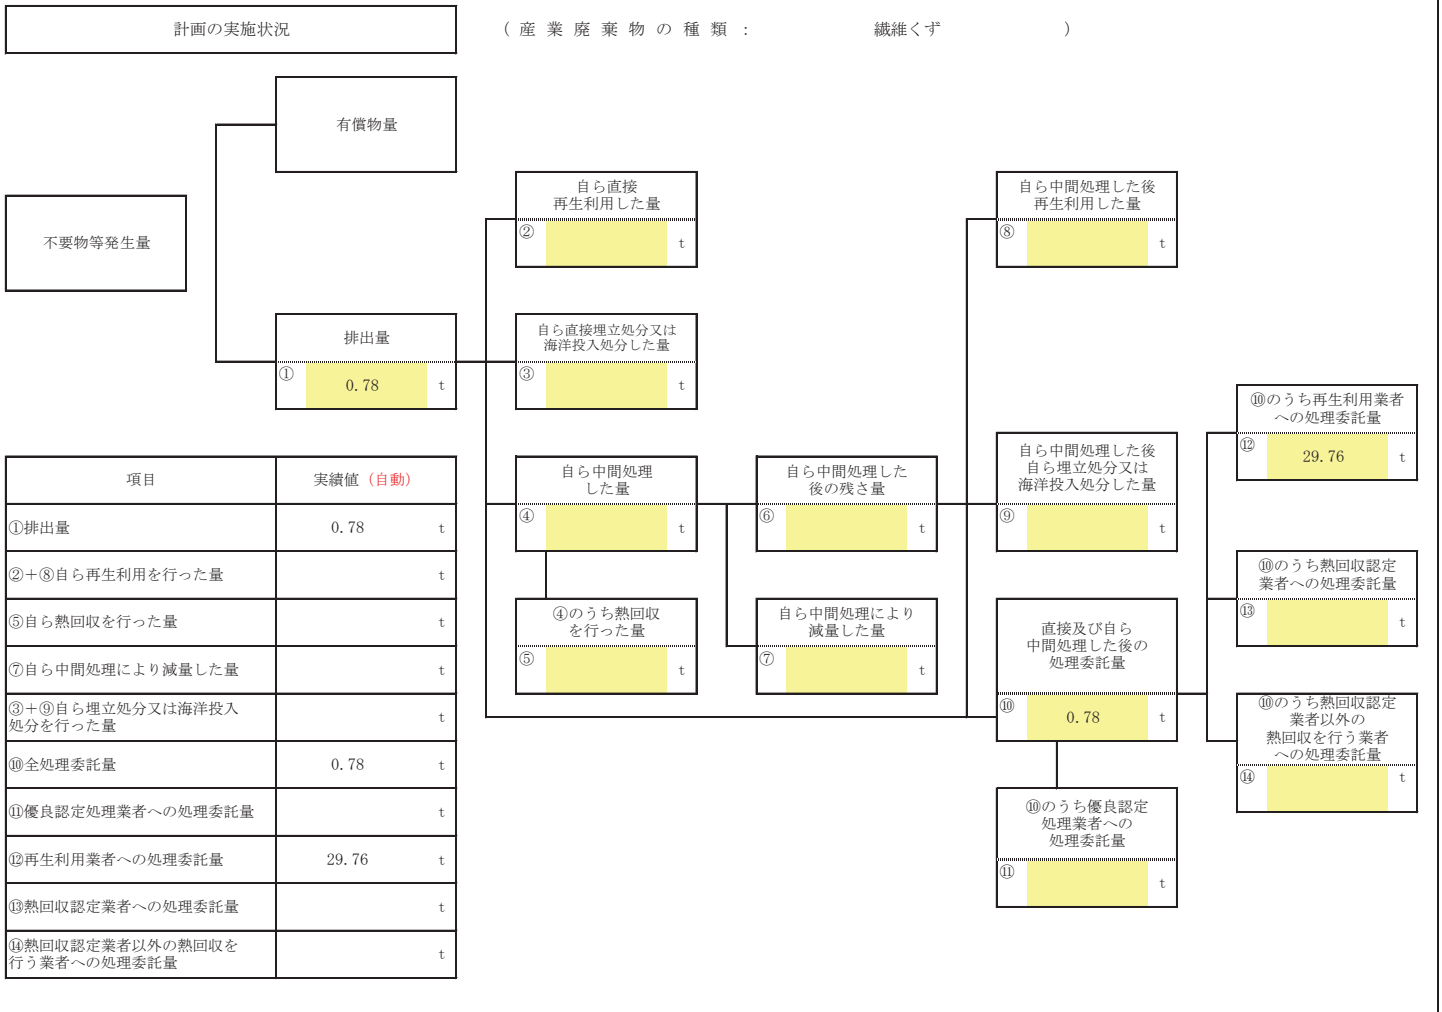 計画の実施状況
（産業廃棄物の種類： 繊維くず ）
有償物量
不要物等発生量
排出量
① 0.78 t
自ら直接
再生利用した量
② t
自ら直接埋立処分又は
海洋投入処分した量
③ t
自ら中間処理
した量
④ t
④のうち熱回収
を行った量
⑤ t
自ら中間処理した
後の残さ量
⑥ t
自ら中間処理により
減量した量
⑦ t
自ら中間処理した後
再生利用した量
⑧ t
自ら中間処理した後
自ら埋立処分又は
海洋投入処分した量
⑨ t
直接及び自ら
中間処理した後の
処理委託量
⑩ 0.78 t
⑩のうち優良認定
処理業者への
処理委託量
⑪ t
⑩のうち再生利用業者
への処理委託量
⑫ 29.76 t
⑩のうち熱回収認定
業者への処理委託量
⑬ t
⑩のうち熱回収認定
業者以外の
熱回収を行う業者
への処理委託量
⑭ t
項目 実績値（自動）
①排出量 0.78 t
②＋⑧自ら再生利用を行った量 t
⑤自ら熱回収を行った量 t
⑦自ら中間処理により減量した量 t
③＋⑨自ら埋立処分又は海洋投入
処分を行った量 t
⑩全処理委託量 0.78 t
⑪優良認定処理業者への処理委託量 t
⑫再生利用業者への処理委託量 29.76 t
⑬熱回収認定業者への処理委託量 t
⑭熱回収認定業者以外の熱回収を
行う業者への処理委託量 t